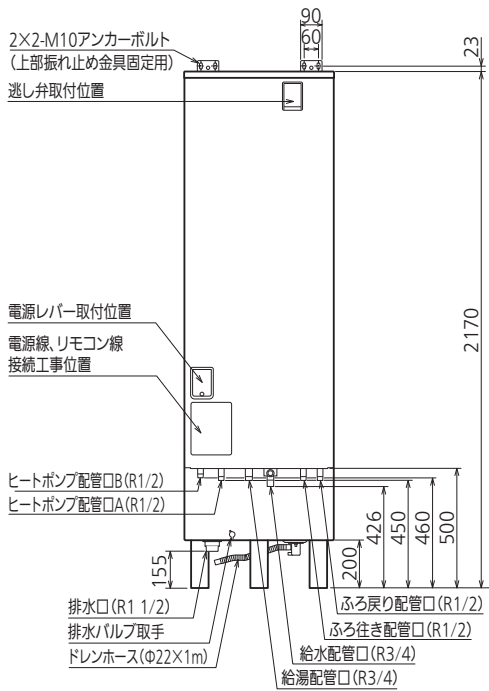 90
60
23
2×2-M10アンカーボルト
(上部振れ止め金具固定用)
逃し弁取付位置
2170
電源レバー取付位置
電源線、リモコン線
接続工事位置
ヒートポンプ配管口B(R1/2)
ヒートポンプ配管口A(R1/2)
155
200
426
450
460
500
排水口(R1 1/2)
排水バルブ取手
ドレンホース(Φ22×1m)
ふろ戻り配管口(R1/2)
ふろ往き配管口(R1/2)
給水配管口(R3/4)
給湯配管口(R3/4)